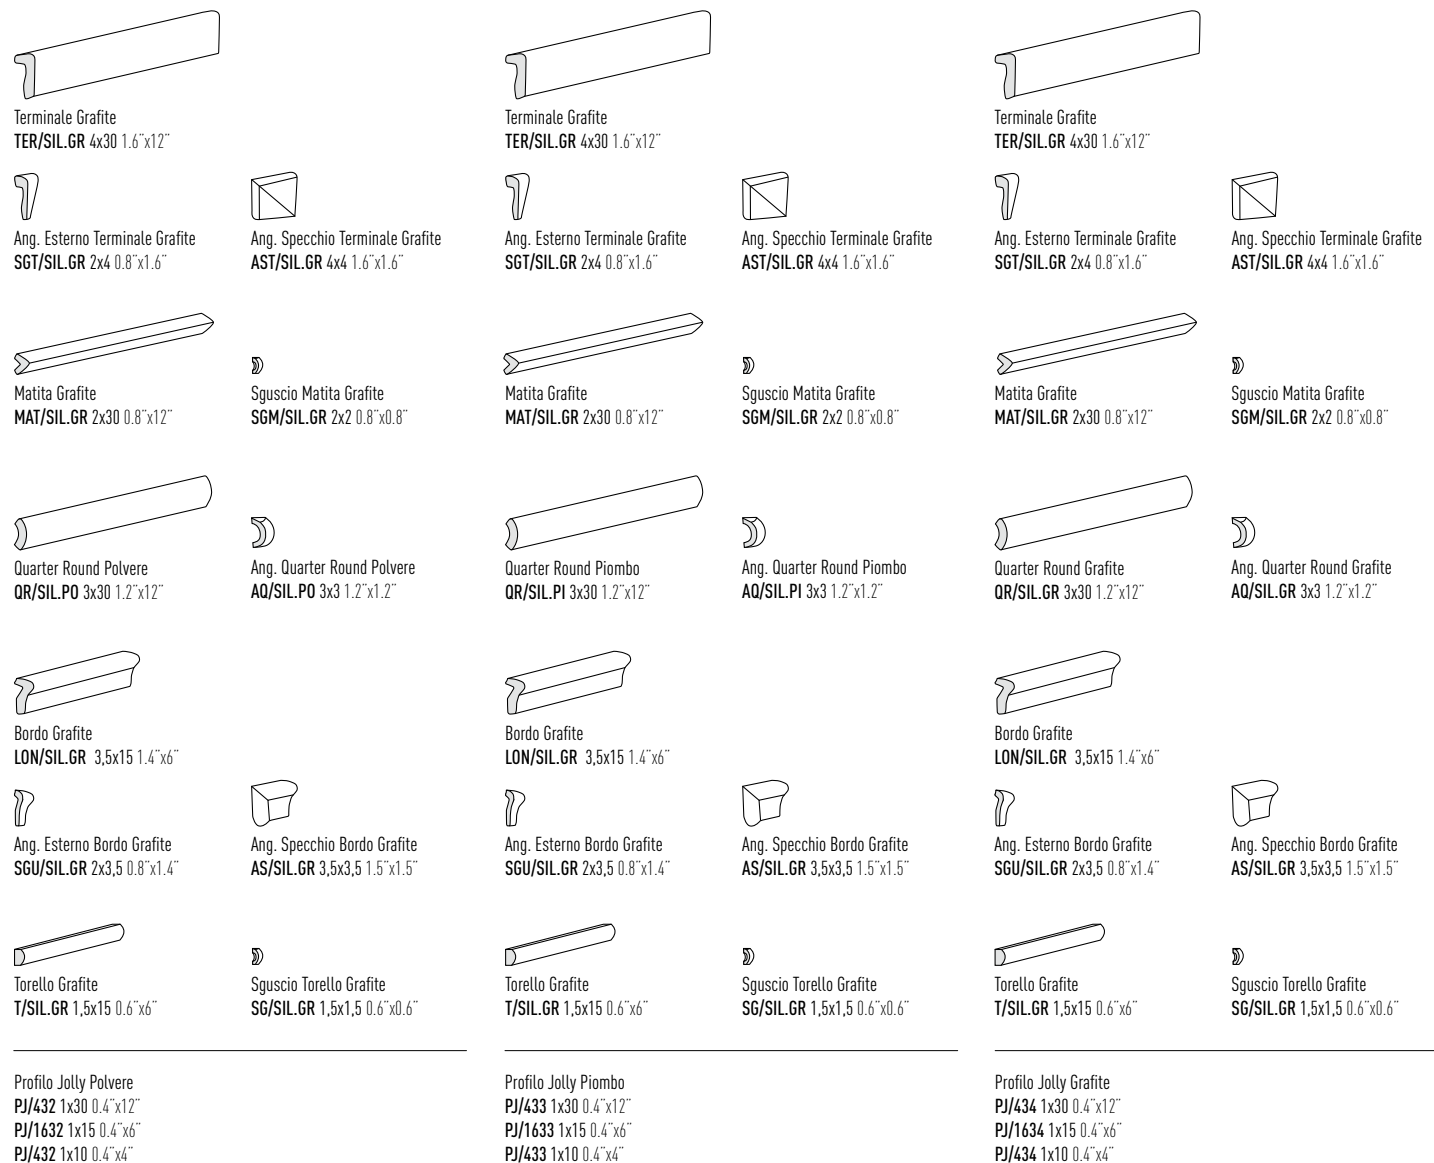 Terminale Grafite
TER/SIL.GR 4x30 1.6¨x12¨
Ang. Esterno Terminale Grafite
SGT/SIL.GR 2x4 0.8¨x1.6¨
Ang. Specchio Terminale Grafite
AST/SIL.GR 4x4 1.6¨x1.6¨
Matita Grafite
MAT/SIL.GR 2x30 0.8¨x12¨
Sguscio Matita Grafite
SGM/SIL.GR 2x2 0.8¨x0.8¨
Quarter Round Polvere
QR/SIL.PO 3x30 1.2¨x12¨
Ang. Quarter Round Polvere
AQ/SIL.PO 3x3 1.2¨x1.2¨
Bordo Grafite
LON/SIL.GR 3,5x15 1.4¨x6¨
Ang. Esterno Bordo Grafite
SGU/SIL.GR 2x3,5 0.8¨x1.4¨
Ang. Specchio Bordo Grafite
AS/SIL.GR 3,5x3,5 1.5¨x1.5¨
Torello Grafite
T/SIL.GR 1,5x15 0.6¨x6¨
Sguscio Torello Grafite
SG/SIL.GR 1,5x1,5 0.6¨x0.6¨
Profilo Jolly Polvere
PJ/432 1x30 0.4¨x12¨
PJ/1632 1x15 0.4¨x6¨
PJ/432 1x10 0.4¨x4¨
Terminale Grafite
TER/SIL.GR 4x30 1.6¨x12¨
Ang. Esterno Terminale Grafite
SGT/SIL.GR 2x4 0.8¨x1.6¨
Ang. Specchio Terminale Grafite
AST/SIL.GR 4x4 1.6¨x1.6¨
Matita Grafite
MAT/SIL.GR 2x30 0.8¨x12¨
Sguscio Matita Grafite
SGM/SIL.GR 2x2 0.8¨x0.8¨
Quarter Round Piombo
QR/SIL.PI 3x30 1.2¨x12¨
Ang. Quarter Round Piombo
AQ/SIL.PI 3x3 1.2¨x1.2¨
Bordo Grafite
LON/SIL.GR 3,5x15 1.4¨x6¨
Ang. Esterno Bordo Grafite
SGU/SIL.GR 2x3,5 0.8¨x1.4¨
Ang. Specchio Bordo Grafite
AS/SIL.GR 3,5x3,5 1.5¨x1.5¨
Torello Grafite
T/SIL.GR 1,5x15 0.6¨x6¨
Sguscio Torello Grafite
SG/SIL.GR 1,5x1,5 0.6¨x0.6¨
Profilo Jolly Piombo
PJ/433 1x30 0.4¨x12¨
PJ/1633 1x15 0.4¨x6¨
PJ/433 1x10 0.4¨x4¨
Terminale Grafite
TER/SIL.GR 4x30 1.6¨x12¨
Ang. Esterno Terminale Grafite
SGT/SIL.GR 2x4 0.8¨x1.6¨
Ang. Specchio Terminale Grafite
AST/SIL.GR 4x4 1.6¨x1.6¨
Matita Grafite
MAT/SIL.GR 2x30 0.8¨x12¨
Sguscio Matita Grafite
SGM/SIL.GR 2x2 0.8¨x0.8¨
Quarter Round Grafite
QR/SIL.GR 3x30 1.2¨x12¨
Ang. Quarter Round Grafite
AQ/SIL.GR 3x3 1.2¨x1.2¨
Bordo Grafite
LON/SIL.GR 3,5x15 1.4¨x6¨
Ang. Esterno Bordo Grafite
SGU/SIL.GR 2x3,5 0.8¨x1.4¨
Ang. Specchio Bordo Grafite
AS/SIL.GR 3,5x3,5 1.5¨x1.5¨
Torello Grafite
T/SIL.GR 1,5x15 0.6¨x6¨
Sguscio Torello Grafite
SG/SIL.GR 1,5x1,5 0.6¨x0.6¨
Profilo Jolly Grafite
PJ/434 1x30 0.4¨x12¨
PJ/1634 1x15 0.4¨x6¨
PJ/434 1x10 0.4¨x4¨